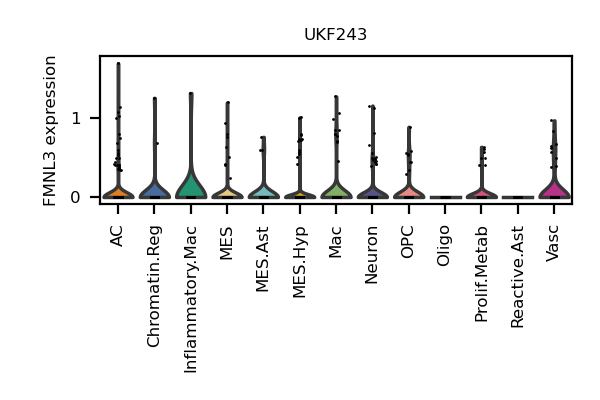 UKF243
FMNL3 expression
1
0
AC
Chromatin.Reg
Inflammatory.Mac
MES
MES.Ast
MES.Hyp
Mac
Neuron
OPC
Oligo
Prolif.Metab
Reactive.Ast
Vasc